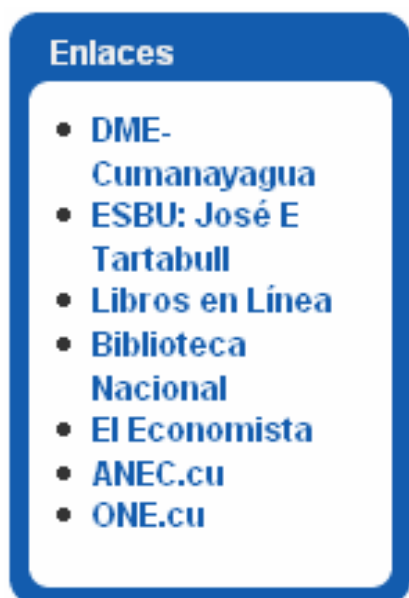 Enlaces
• DME-
Cumanayagua
• ESBU: José E
Tartabull
• Libros en Línea
• Biblioteca
Nacional
• El Economista
• ANEC.cu
• ONE.cu